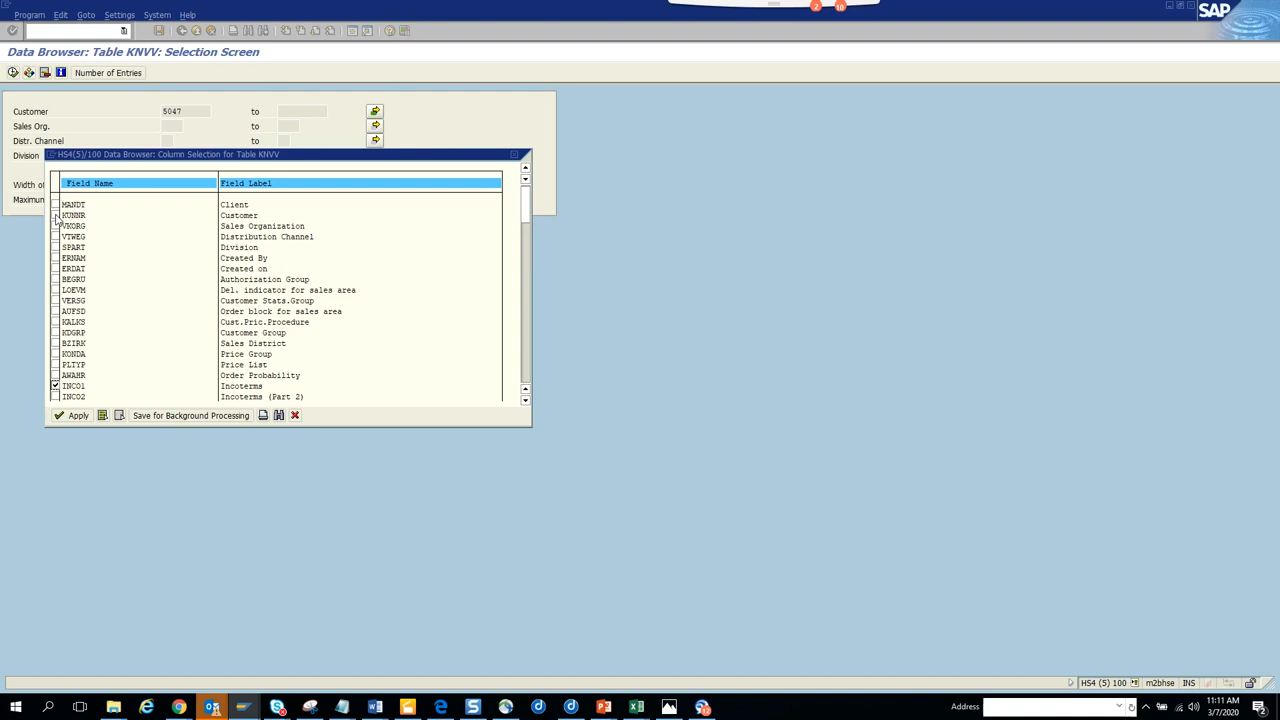 Program Edit Goto Settings System Help
SAP
2 10
Data Browser: Table KNVV: Selection Screen
Number of Entries
Customer 5047 to
Sales Org. to
Distr. Channel to
Division
HS4(5)/100 Data Browser: Column Selection for Table KNVV
Width of
Maximum
Field Name Field Label
MANDT Client
KUNNR Customer
VKORG Sales Organization
VTWEG Distribution Channel
SPART Division
ERNAM Created By
ERDAT Created on
BEGRU Authorization Group
LOEVM Del. indicator for sales area
VERSG Customer Stats.Group
AUFSD Order block for sales area
KALKS Cust.Pric.Procedure
KDGRP Customer Group
BZIRK Sales District
KONDA Price Group
PLTYP Price List
AWAHR Order Probability
INCO1 Incoterms
INCO2 Incoterms (Part 2)
Apply Save for Background Processing
HS4 (5) 100 m2bhse INS
Address 11:11 AM
3/7/2020